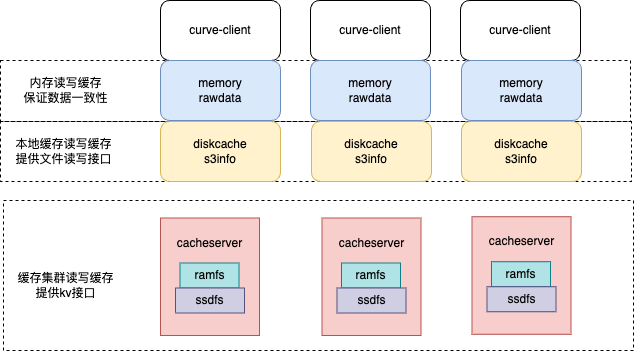 curve-client
curve-client
curve-client
内存读写缓存
保证数据一致性
memory
rawdata
memory
rawdata
memory
rawdata
本地缓存读写缓存
提供文件读写接口
diskcache
s3info
diskcache
s3info
diskcache
s3info
缓存集群读写缓存
提供kv接口
cacheserver
ramfs
ssdfs
cacheserver
ramfs
ssdfs
cacheserver
ramfs
ssdfs